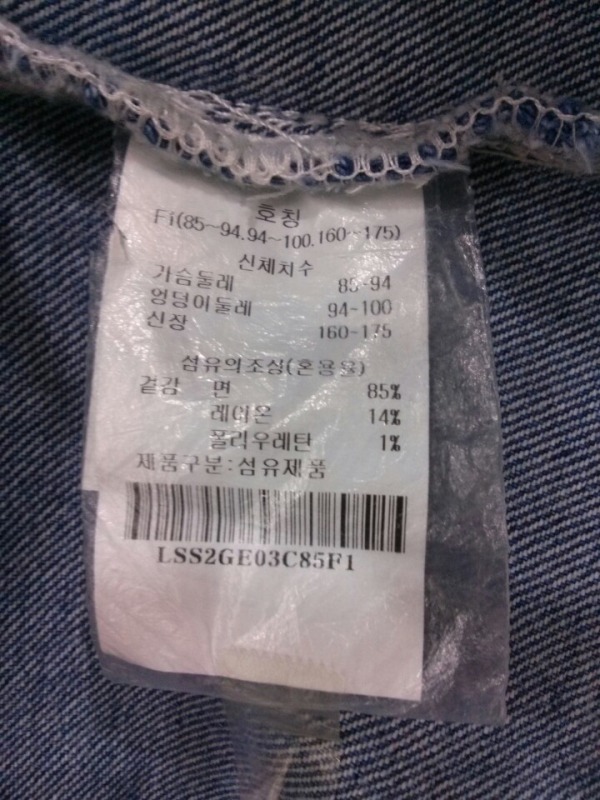 호칭
F1(85~94.94~100.160~175)
신체치수
가슴둘레 85-94
엉덩이둘레 94-100
신장 160-175
섬유의조성(혼용율)
겉감 면 85%
레이온 14%
폴리우레탄 1%
제품구분:섬유제품
LSS2GE03C85F1